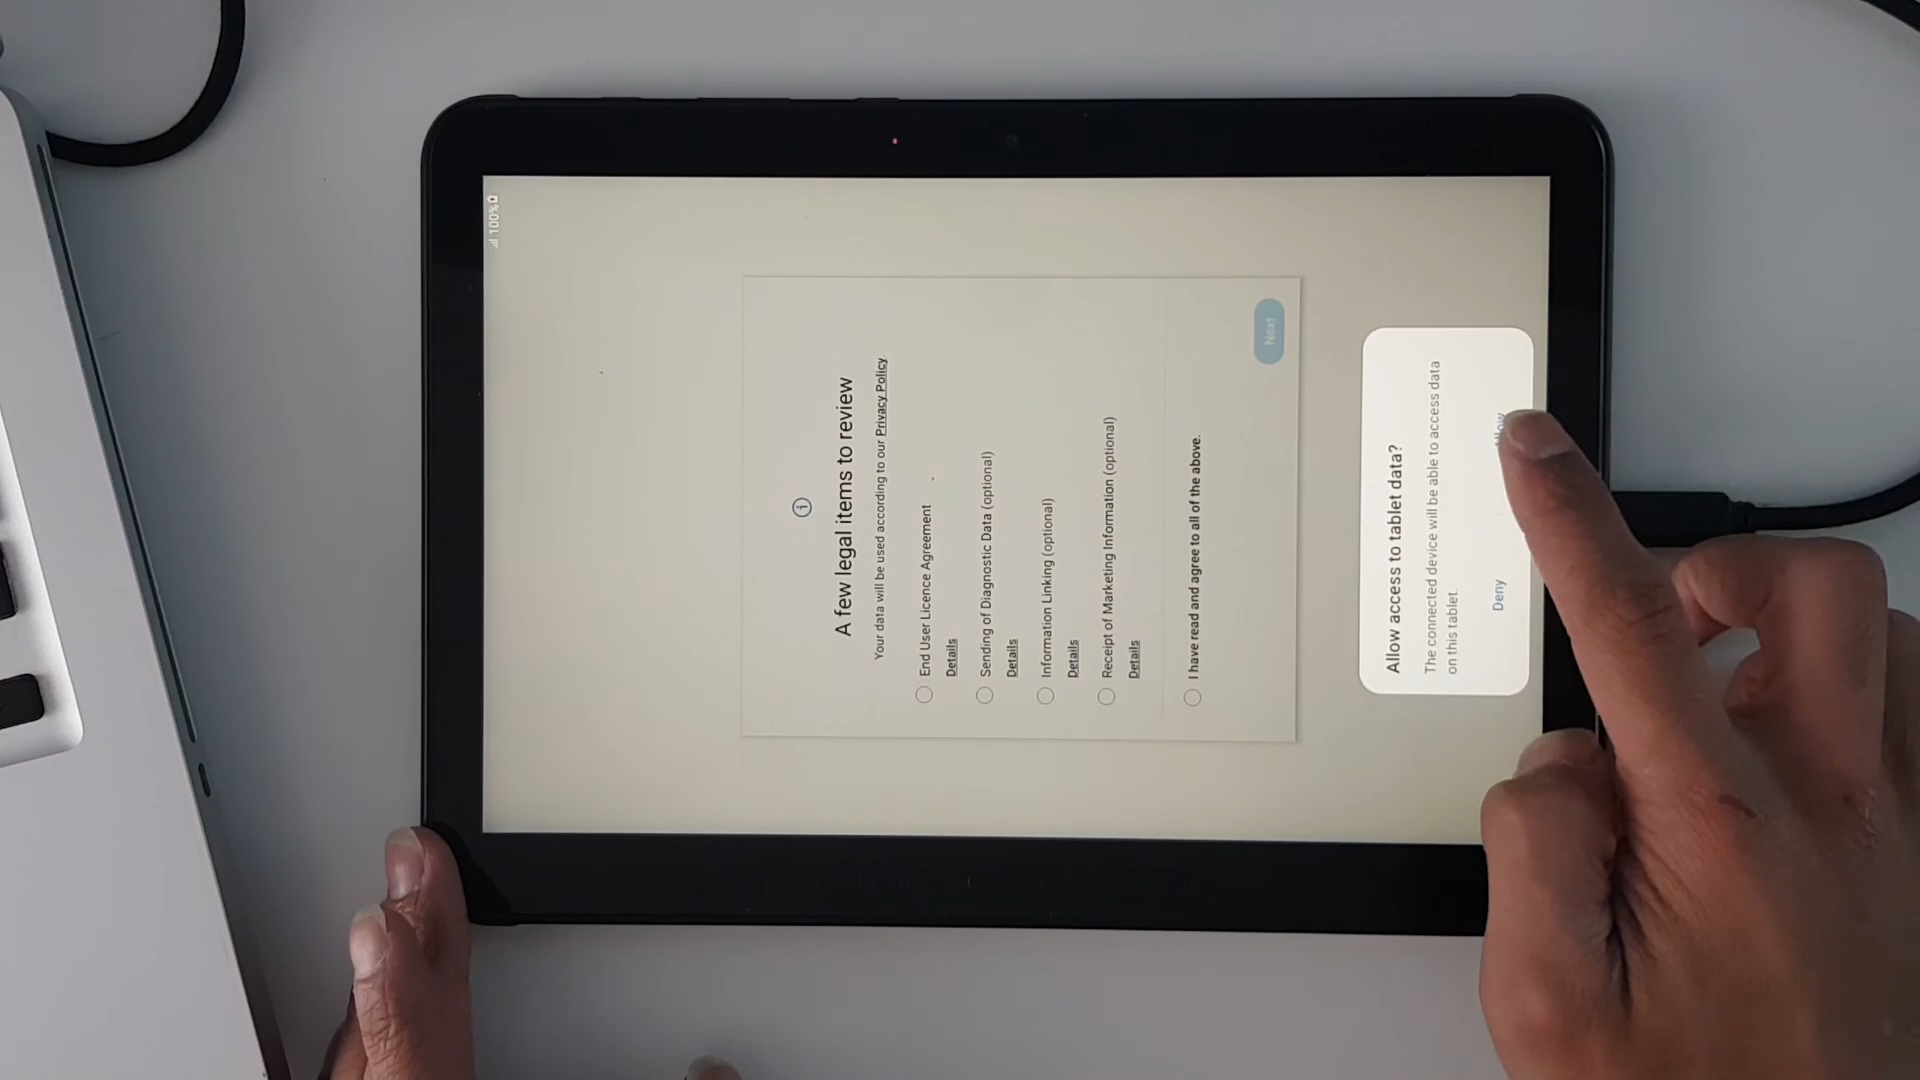 100%
A few legal items to review
Your data will be used according to our Privacy Policy.
End User Licence Agreement
Details
Sending of Diagnostic Data (optional)
Details
Information Linking (optional)
Details
Receipt of Marketing Information (optional)
Details
I have read and agree to all of the above.
Next
Allow access to tablet data?
The connected device will be able to access data
on this tablet.
Deny